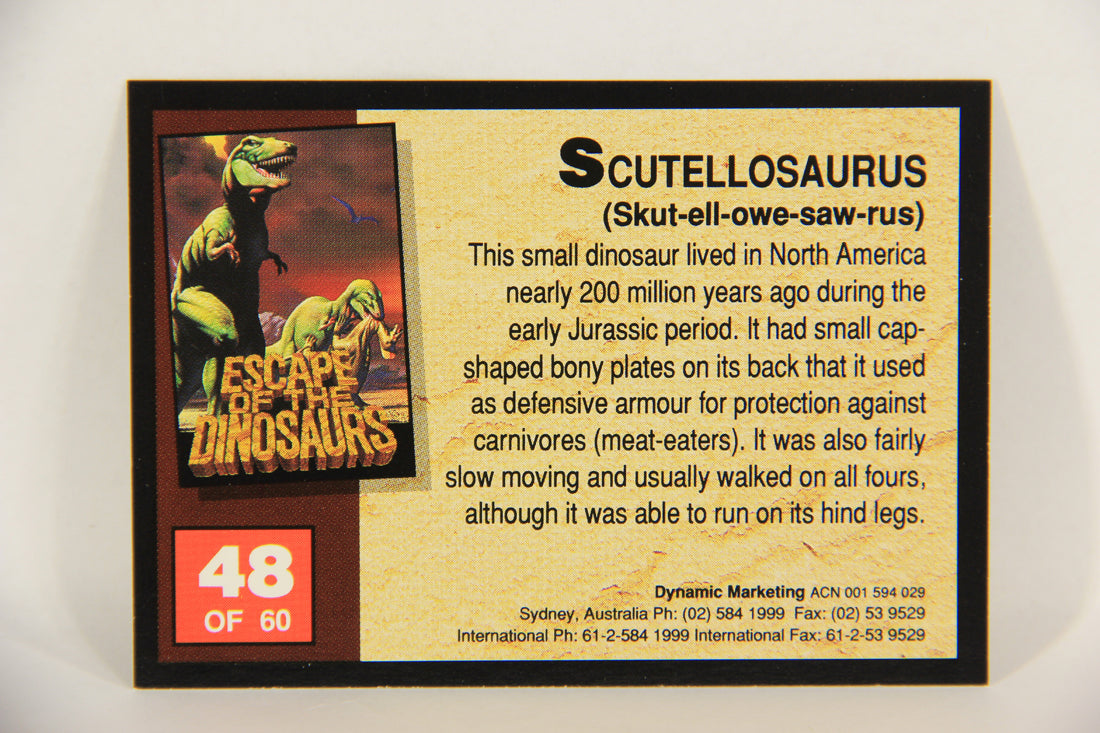 ESCAPE
OF THE
DINOSAURS
48
OF 60
SCUTELLOSAURUS
(Skut-ell-owe-saw-rus)
This small dinosaur lived in North America
nearly 200 million years ago during the
early Jurassic period. It had small cap-
shaped bony plates on its back that it used
as defensive armour for protection against
carnivores (meat-eaters). It was also fairly
slow moving and usually walked on all fours,
although it was able to run on its hind legs.
Dynamic Marketing ACN 001 594 029
Sydney, Australia Ph: (02) 584 1999 Fax: (02) 53 9529
International Ph: 61-2-584 1999 International Fax: 61-2-53 9529